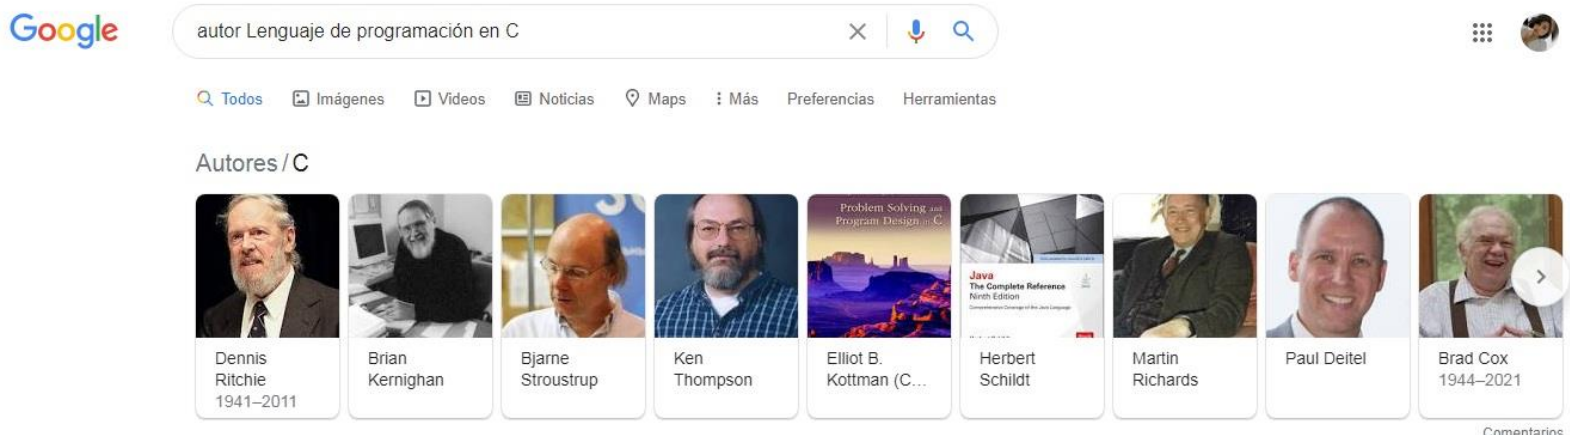 Google
autor Lenguaje de programación en C
Todos Imágenes Videos Noticias Maps Más Preferencias Herramientas
Autores / C
Problem Solving and
Program Design in C
Java
The Complete Reference
Ninth Edition
Dennis
Ritchie
1941–2011
Brian
Kernighan
Bjarne
Stroustrup
Ken
Thompson
Elliot B.
Kottman (C...
Herbert
Schildt
Martin
Richards
Paul Deitel
Brad Cox
1944–2021
Comentarios